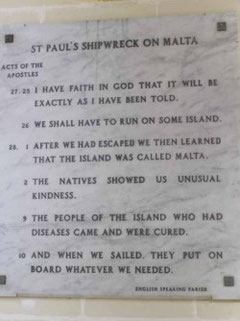 ST PAUL'S SHIPWRECK ON MALTA
ACTS OF THE
APOSTLES
27. 25 I HAVE FAITH IN GOD THAT IT WILL BE
EXACTLY AS I HAVE BEEN TOLD.
26 WE SHALL HAVE TO RUN ON SOME ISLAND.
28. 1 AFTER WE HAD ESCAPED WE THEN LEARNED
THAT THE ISLAND WAS CALLED MALTA.
2 THE NATIVES SHOWED US UNUSUAL
KINDNESS.
9 THE PEOPLE OF THE ISLAND WHO HAD
DISEASES CAME AND WERE CURED.
10 AND WHEN WE SAILED. THEY PUT ON
BOARD WHATEVER WE NEEDED.
ENGLISH SPEAKING PARISH